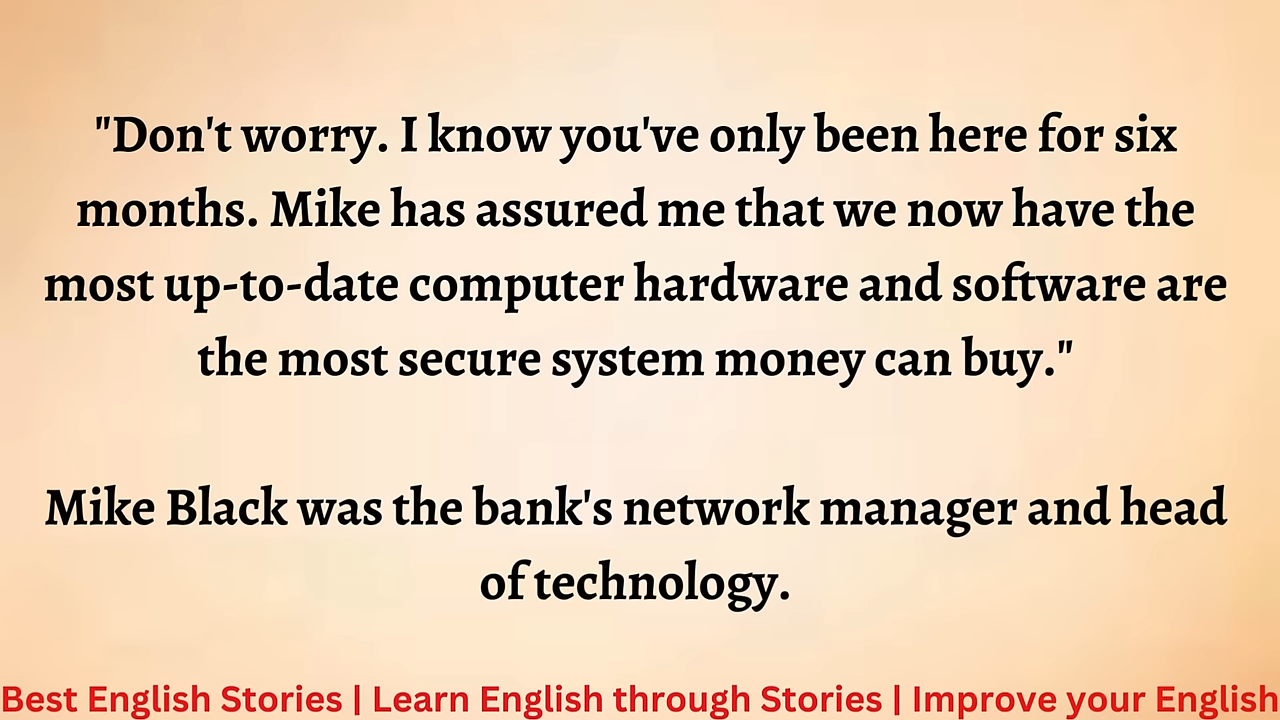 "Don't worry. I know you've only been here for six
months. Mike has assured me that we now have the
most up-to-date computer hardware and software are
the most secure system money can buy."
Mike Black was the bank's network manager and head
of technology.
Best English Stories | Learn English through Stories | Improve your English